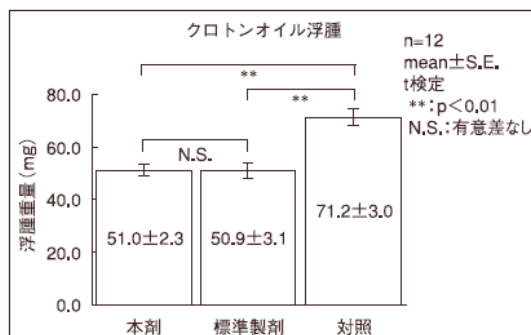 クロトンオイル浮腫
n=12
mean±S.E.
t検定
**:p<0.01
N.S.:有意差なし
**
**
N.S.
浮腫重量(mg)
80.0
60.0
40.0
20.0
0.0
51.0±2.3
50.9±3.1
71.2±3.0
本剤
標準製剤
対照